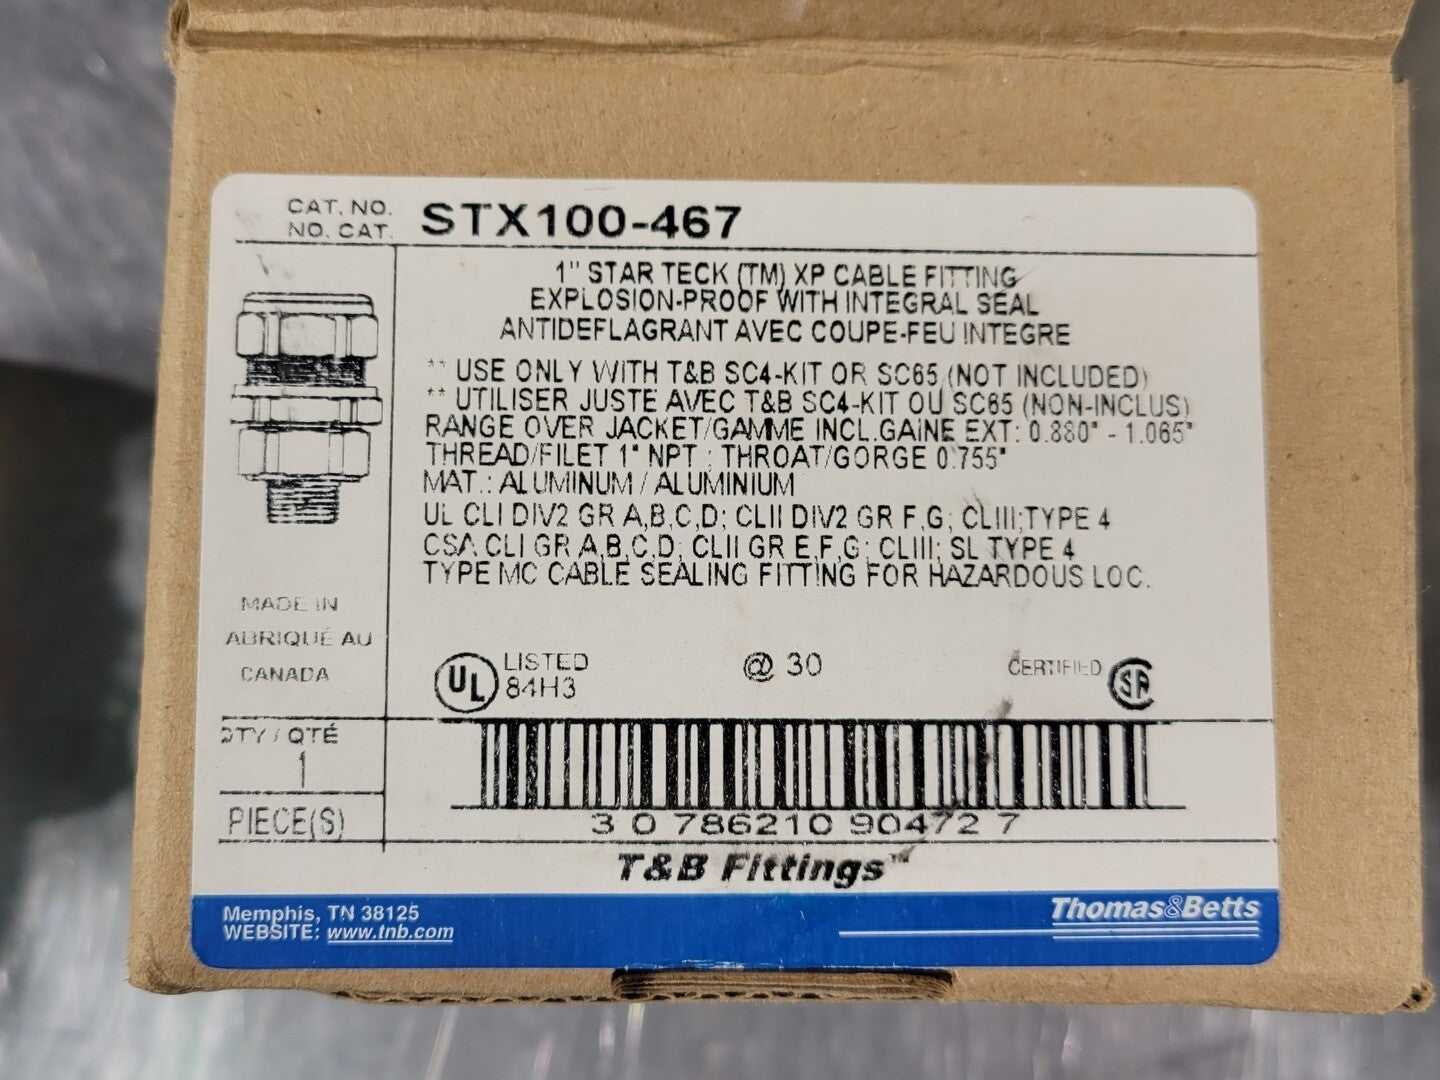 CAT. NO. STX100-467
NO. CAT.
1" STAR TECK (TM) XP CABLE FITTING
EXPLOSION-PROOF WITH INTEGRAL SEAL
ANTIDEFLAGRANT AVEC COUPE-FEU INTEGRE
** USE ONLY WITH T&B SC4-KIT OR SC65 (NOT INCLUDED)
** UTILISER JUSTE AVEC T&B SC4-KIT OU SC65 (NON-INCLUS)
RANGE OVER JACKET/GAMME INCL.GAINE EXT: 0.880" - 1.065"
THREAD/FILET 1" NPT ; THROAT/GORGE 0.755"
MAT.: ALUMINUM / ALUMINIUM
UL CLI DIV2 GR A,B,C,D; CLII DIV2 GR F,G; CLIII;TYPE 4
CSA CLI GR A,B,C,D; CLII GR E,F,G; CLIII; SL TYPE 4
TYPE MC CABLE SEALING FITTING FOR HAZARDOUS LOC.
MADE IN
ABRIQUÉ AU
CANADA
UL LISTED
84H3
@ 30
CERTIFIED SA
QTY / QTÉ
1
PIECE(S)
3 0 786210 90472 7
T&B Fittings™
Memphis, TN 38125
WEBSITE: www.tnb.com
Thomas&Betts